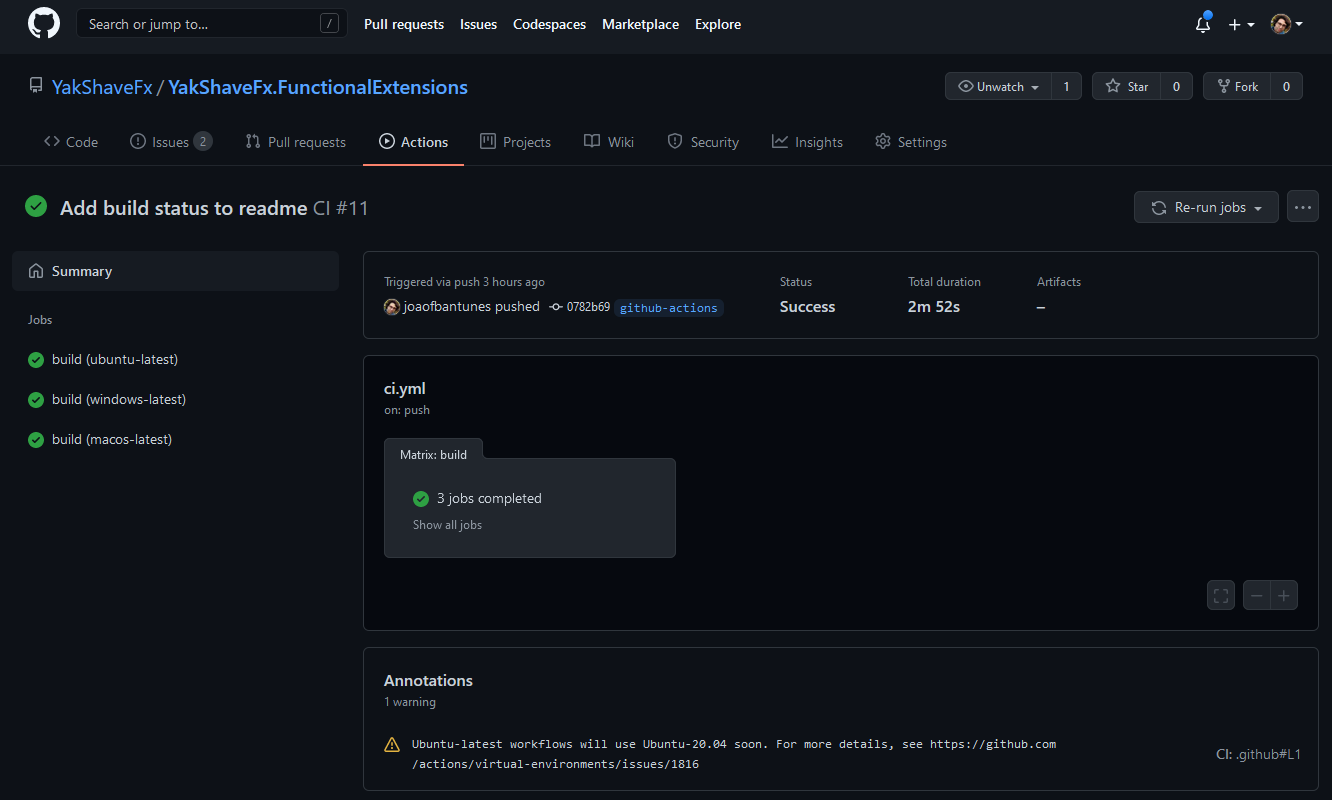 Search or jump to... /
Pull requests Issues Codespaces Marketplace Explore
YakShaveFx / YakShaveFx.FunctionalExtensions
Unwatch 1 Star 0 Fork 0
Code Issues 2 Pull requests Actions Projects Wiki Security Insights Settings
Add build status to readme CI #11
Re-run jobs ...
Summary
Jobs
build (ubuntu-latest)
build (windows-latest)
build (macos-latest)
Triggered via push 3 hours ago
joaofbantunes pushed 0782b69 github-actions
Status
Success
Total duration
2m 52s
Artifacts
–
ci.yml
on: push
Matrix: build
3 jobs completed
Show all jobs
Annotations
1 warning
Ubuntu-latest workflows will use Ubuntu-20.04 soon. For more details, see https://github.com
/actions/virtual-environments/issues/1816
CI: .github#L1